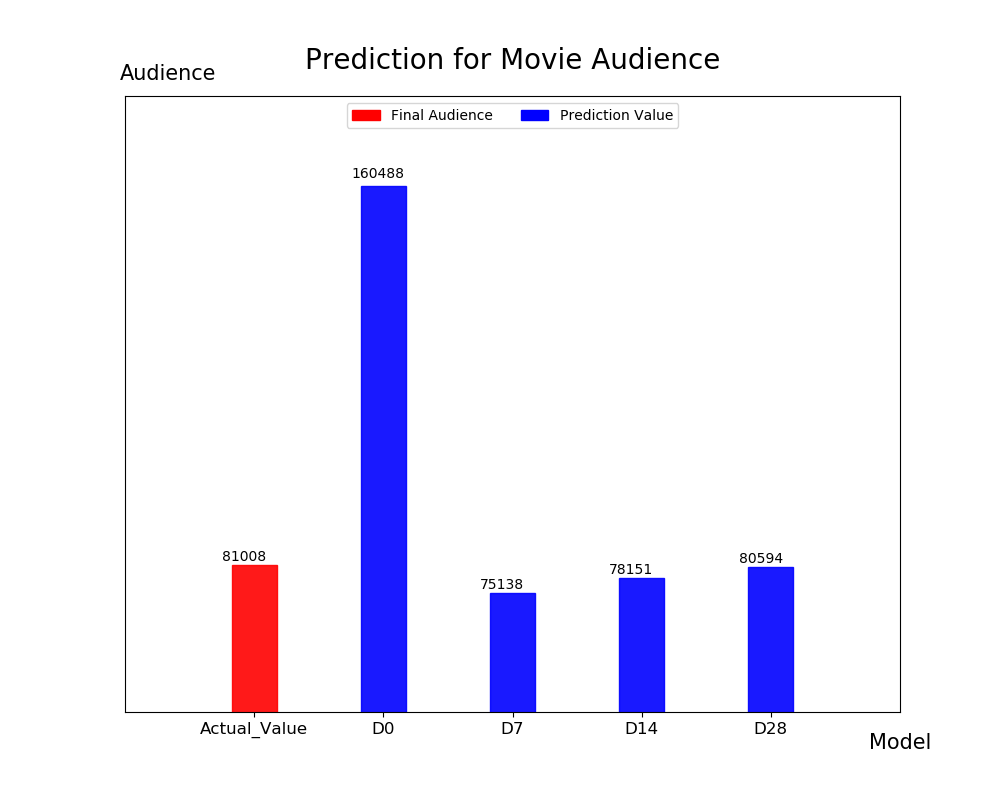 Prediction for Movie Audience
Audience
Final Audience
Prediction Value
160488
81008
75138
78151
80594
Actual_Value
D0
D7
D14
D28
Model